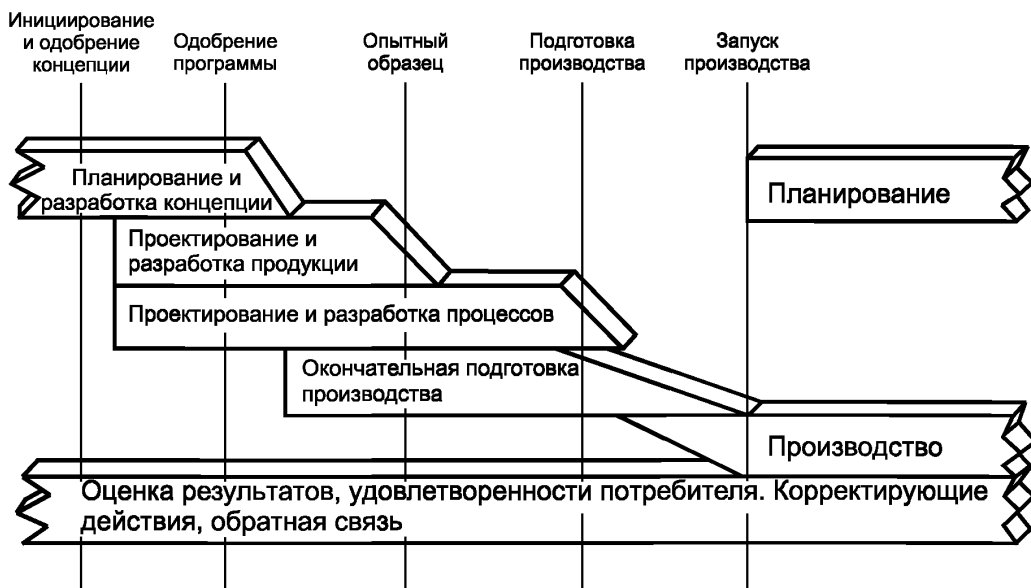 Инициирование
и одобрение
концепции
Одобрение
программы
Опытный
образец
Подготовка
производства
Запуск
производства
Планирование и
разработка концепции
Планирование
Проектирование и
разработка продукции
Проектирование и разработка процессов
Окончательная подготовка
производства
Производство
Оценка результатов, удовлетворенности потребителя. Корректирующие
действия, обратная связь